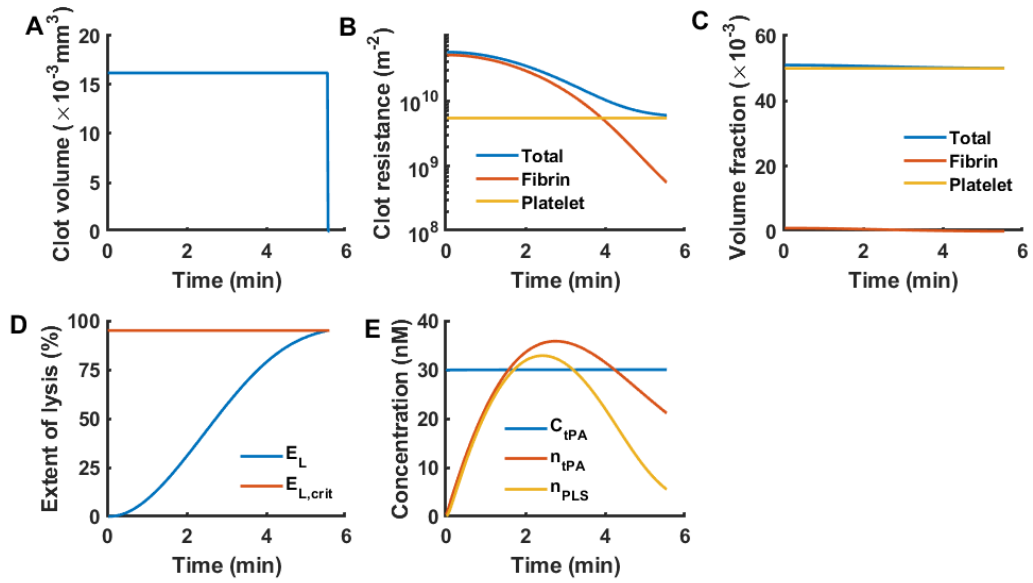 A
Clot volume (×10⁻³ mm³)
20
15
10
5
0
0 2 4 6
Time (min)
B
Clot resistance (m⁻²)
10¹⁰
10⁹
10⁸
Total
Fibrin
Platelet
0 2 4 6
Time (min)
C
Volume fraction (×10⁻³)
60
40
20
0
Total
Fibrin
Platelet
0 2 4 6
Time (min)
D
Extent of lysis (%)
100
75
50
25
0
E_L
E_L,crit
0 2 4 6
Time (min)
E
Concentration (nM)
40
30
20
10
0
C_tPA
n_tPA
n_PLS
0 2 4 6
Time (min)